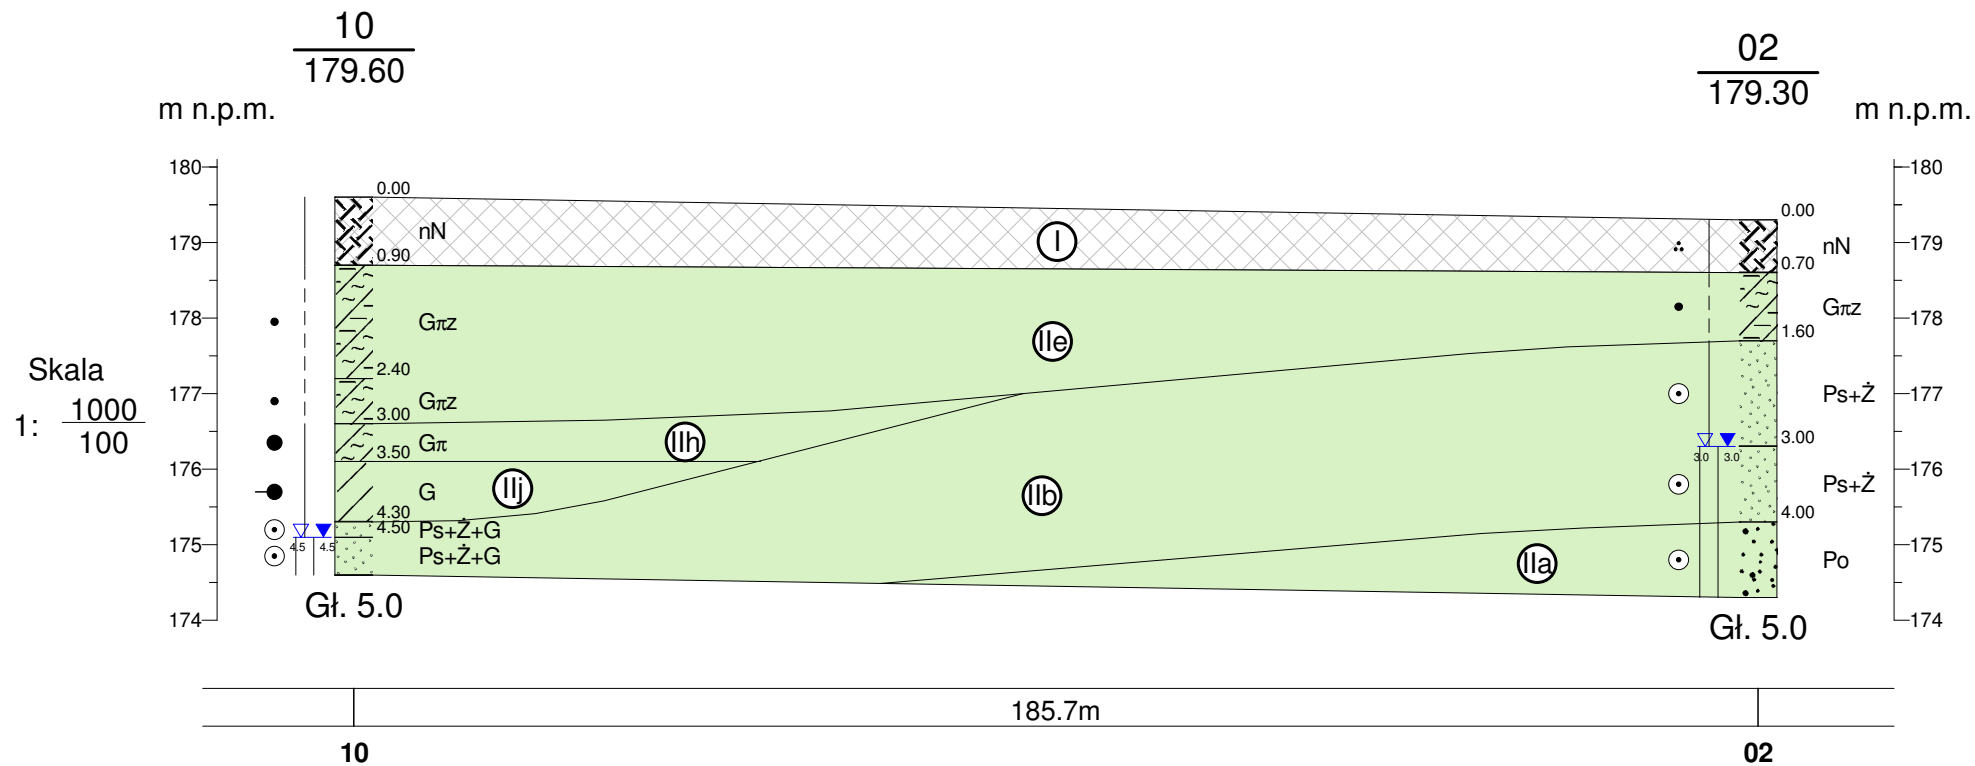 10
179.60
02
179.30
m n.p.m.
m n.p.m.
180
179
178
177
176
175
174
Skala
1: 1000
100
0.00
nN
0.90
Gπz
2.40
Gπz
3.00
Gπ
3.50
G
4.30
4.50
Ps+Ż+G
Ps+Ż+G
4.5 4.5
Gł. 5.0
I
IIe
IIh
IIj
IIb
IIa
0.00
nN
0.70
Gπz
1.60
Ps+Ż
3.00
3.0 3.0
Ps+Ż
4.00
Po
Gł. 5.0
180
179
178
177
176
175
174
185.7m
10
02